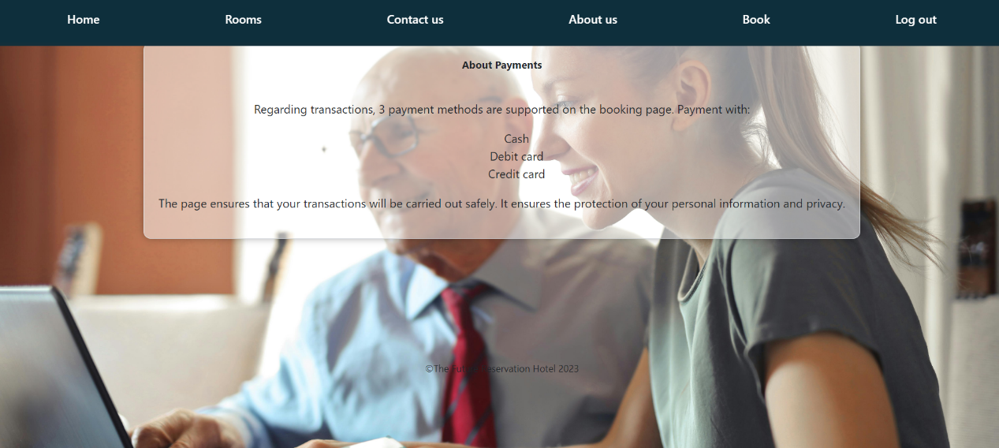 Home Rooms Contact us About us Book Log out
About Payments
Regarding transactions, 3 payment methods are supported on the booking page. Payment with:
Cash
Debit card
Credit card
The page ensures that your transactions will be carried out safely. It ensures the protection of your personal information and privacy.
©The Reservation Hotel 2023